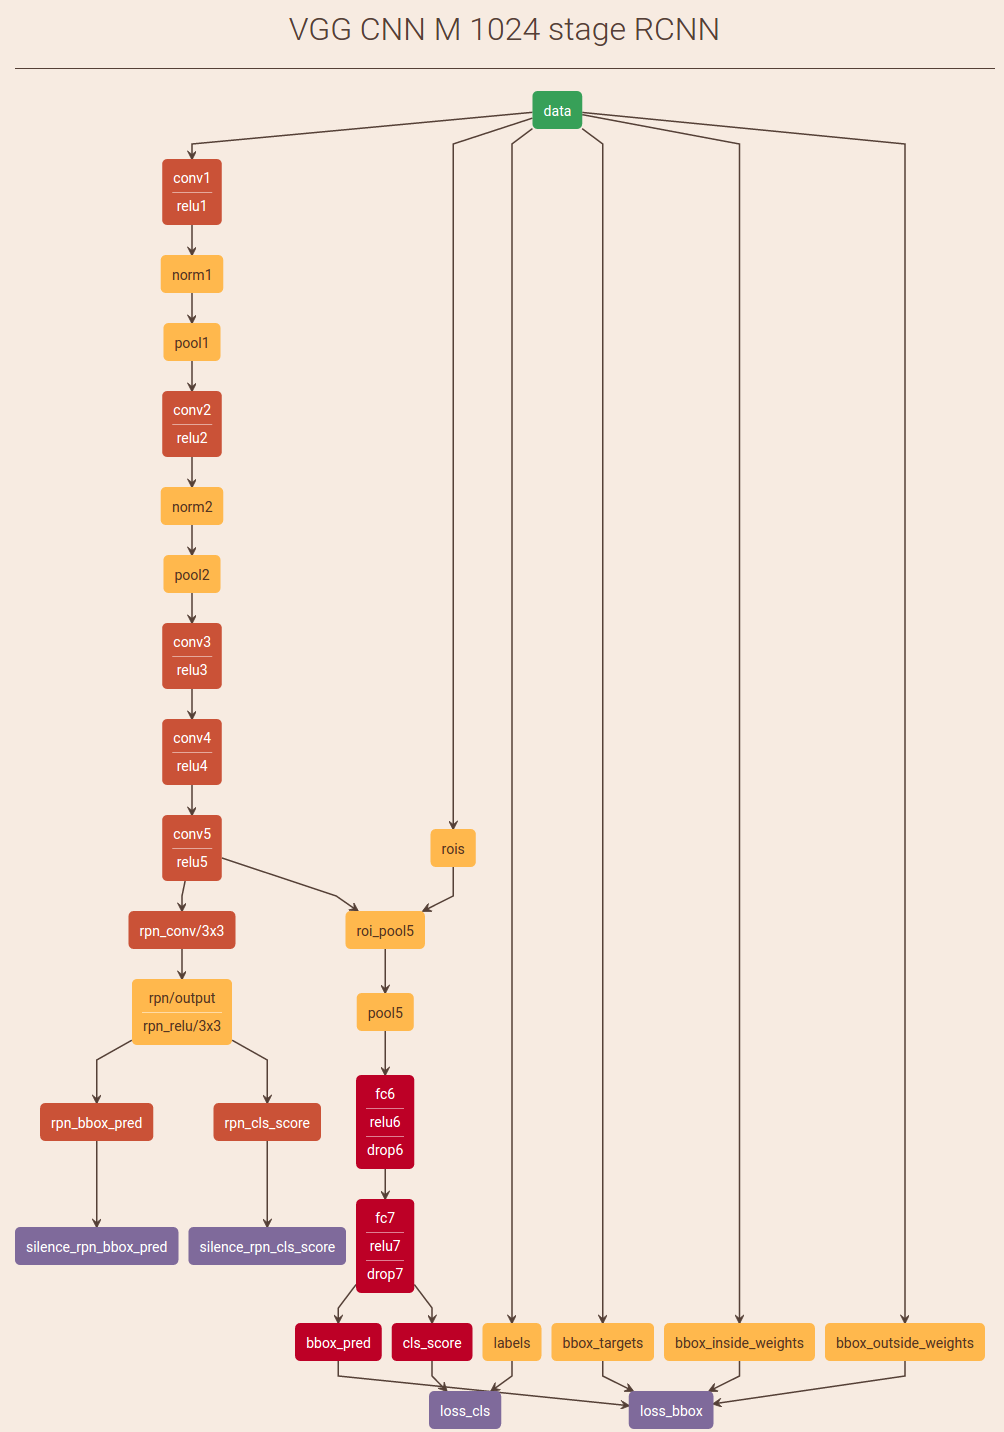 VGG CNN M 1024 stage RCNN
data
conv1
relu1
norm1
pool1
conv2
relu2
norm2
pool2
conv3
relu3
conv4
relu4
conv5
relu5
rois
rpn_conv/3x3
roi_pool5
rpn/output
rpn_relu/3x3
pool5
fc6
relu6
drop6
rpn_bbox_pred
rpn_cls_score
fc7
relu7
drop7
silence_rpn_bbox_pred
silence_rpn_cls_score
bbox_pred
cls_score
labels
bbox_targets
bbox_inside_weights
bbox_outside_weights
loss_cls
loss_bbox